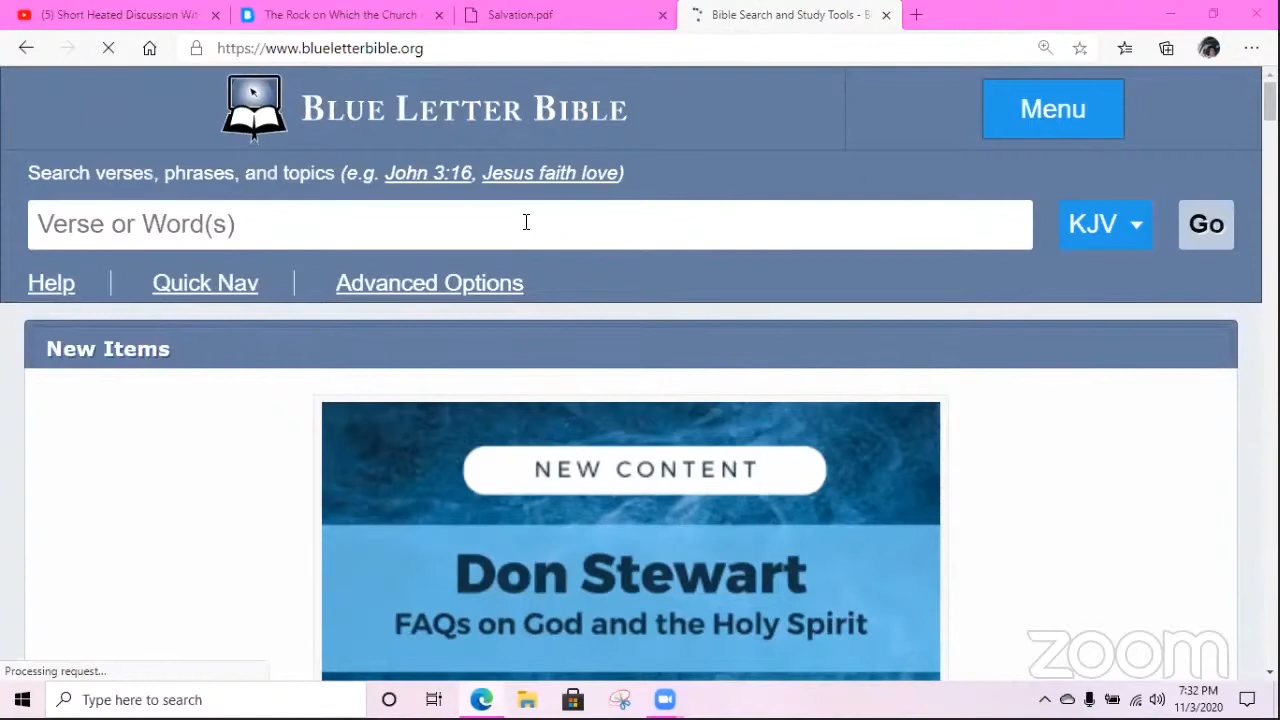 (5) Short Heated Discussion Wit
The Rock on Which the Church
Salvation.pdf
Bible Search and Study Tools - B
https://www.blueletterbible.org
BLUE LETTER BIBLE
Menu
Search verses, phrases, and topics (e.g. John 3:16, Jesus faith love)
Verse or Word(s)
KJV
Go
Help
Quick Nav
Advanced Options
New Items
NEW CONTENT
Don Stewart
FAQs on God and the Holy Spirit
zoom
Processing request...
Type here to search
7:32 PM
11/3/2020